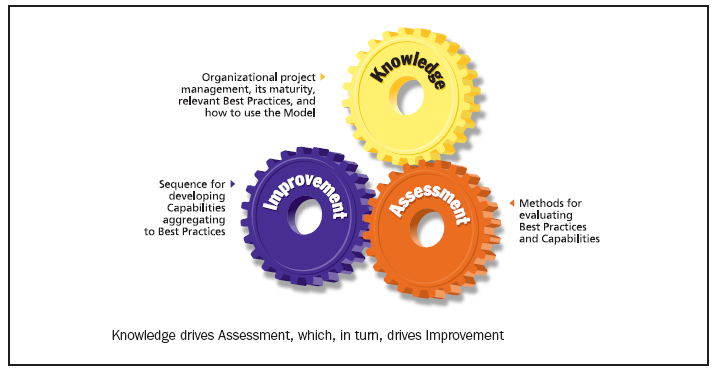 Knowledge
Organizational project
management, its maturity,
relevant Best Practices, and
how to use the Model
Improvement
Sequence for
developing
Capabilities
aggregating
to Best Practices
Assessment
Methods for
evaluating
Best Practices
and Capabilities
Knowledge drives Assessment, which, in turn, drives Improvement